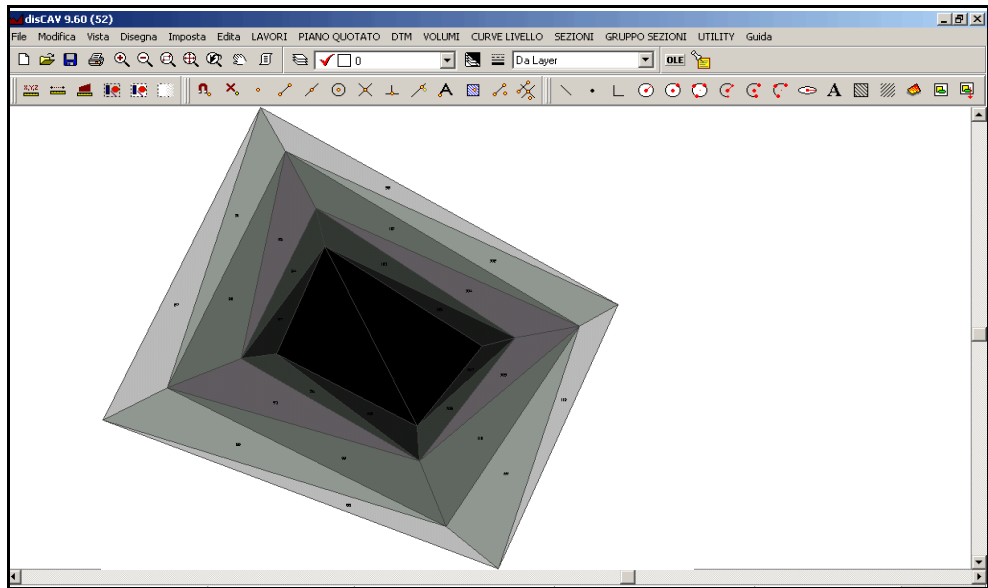 disCAV 9.60 (52)
File Modifica Vista Disegna Imposta Edita LAVORI PIANO QUOTATO DTM VOLUMI CURVE LIVELLO SEZIONI GRUPPO SEZIONI UTILITY Guida
0 Da Layer OLE
X,Y,Z A A